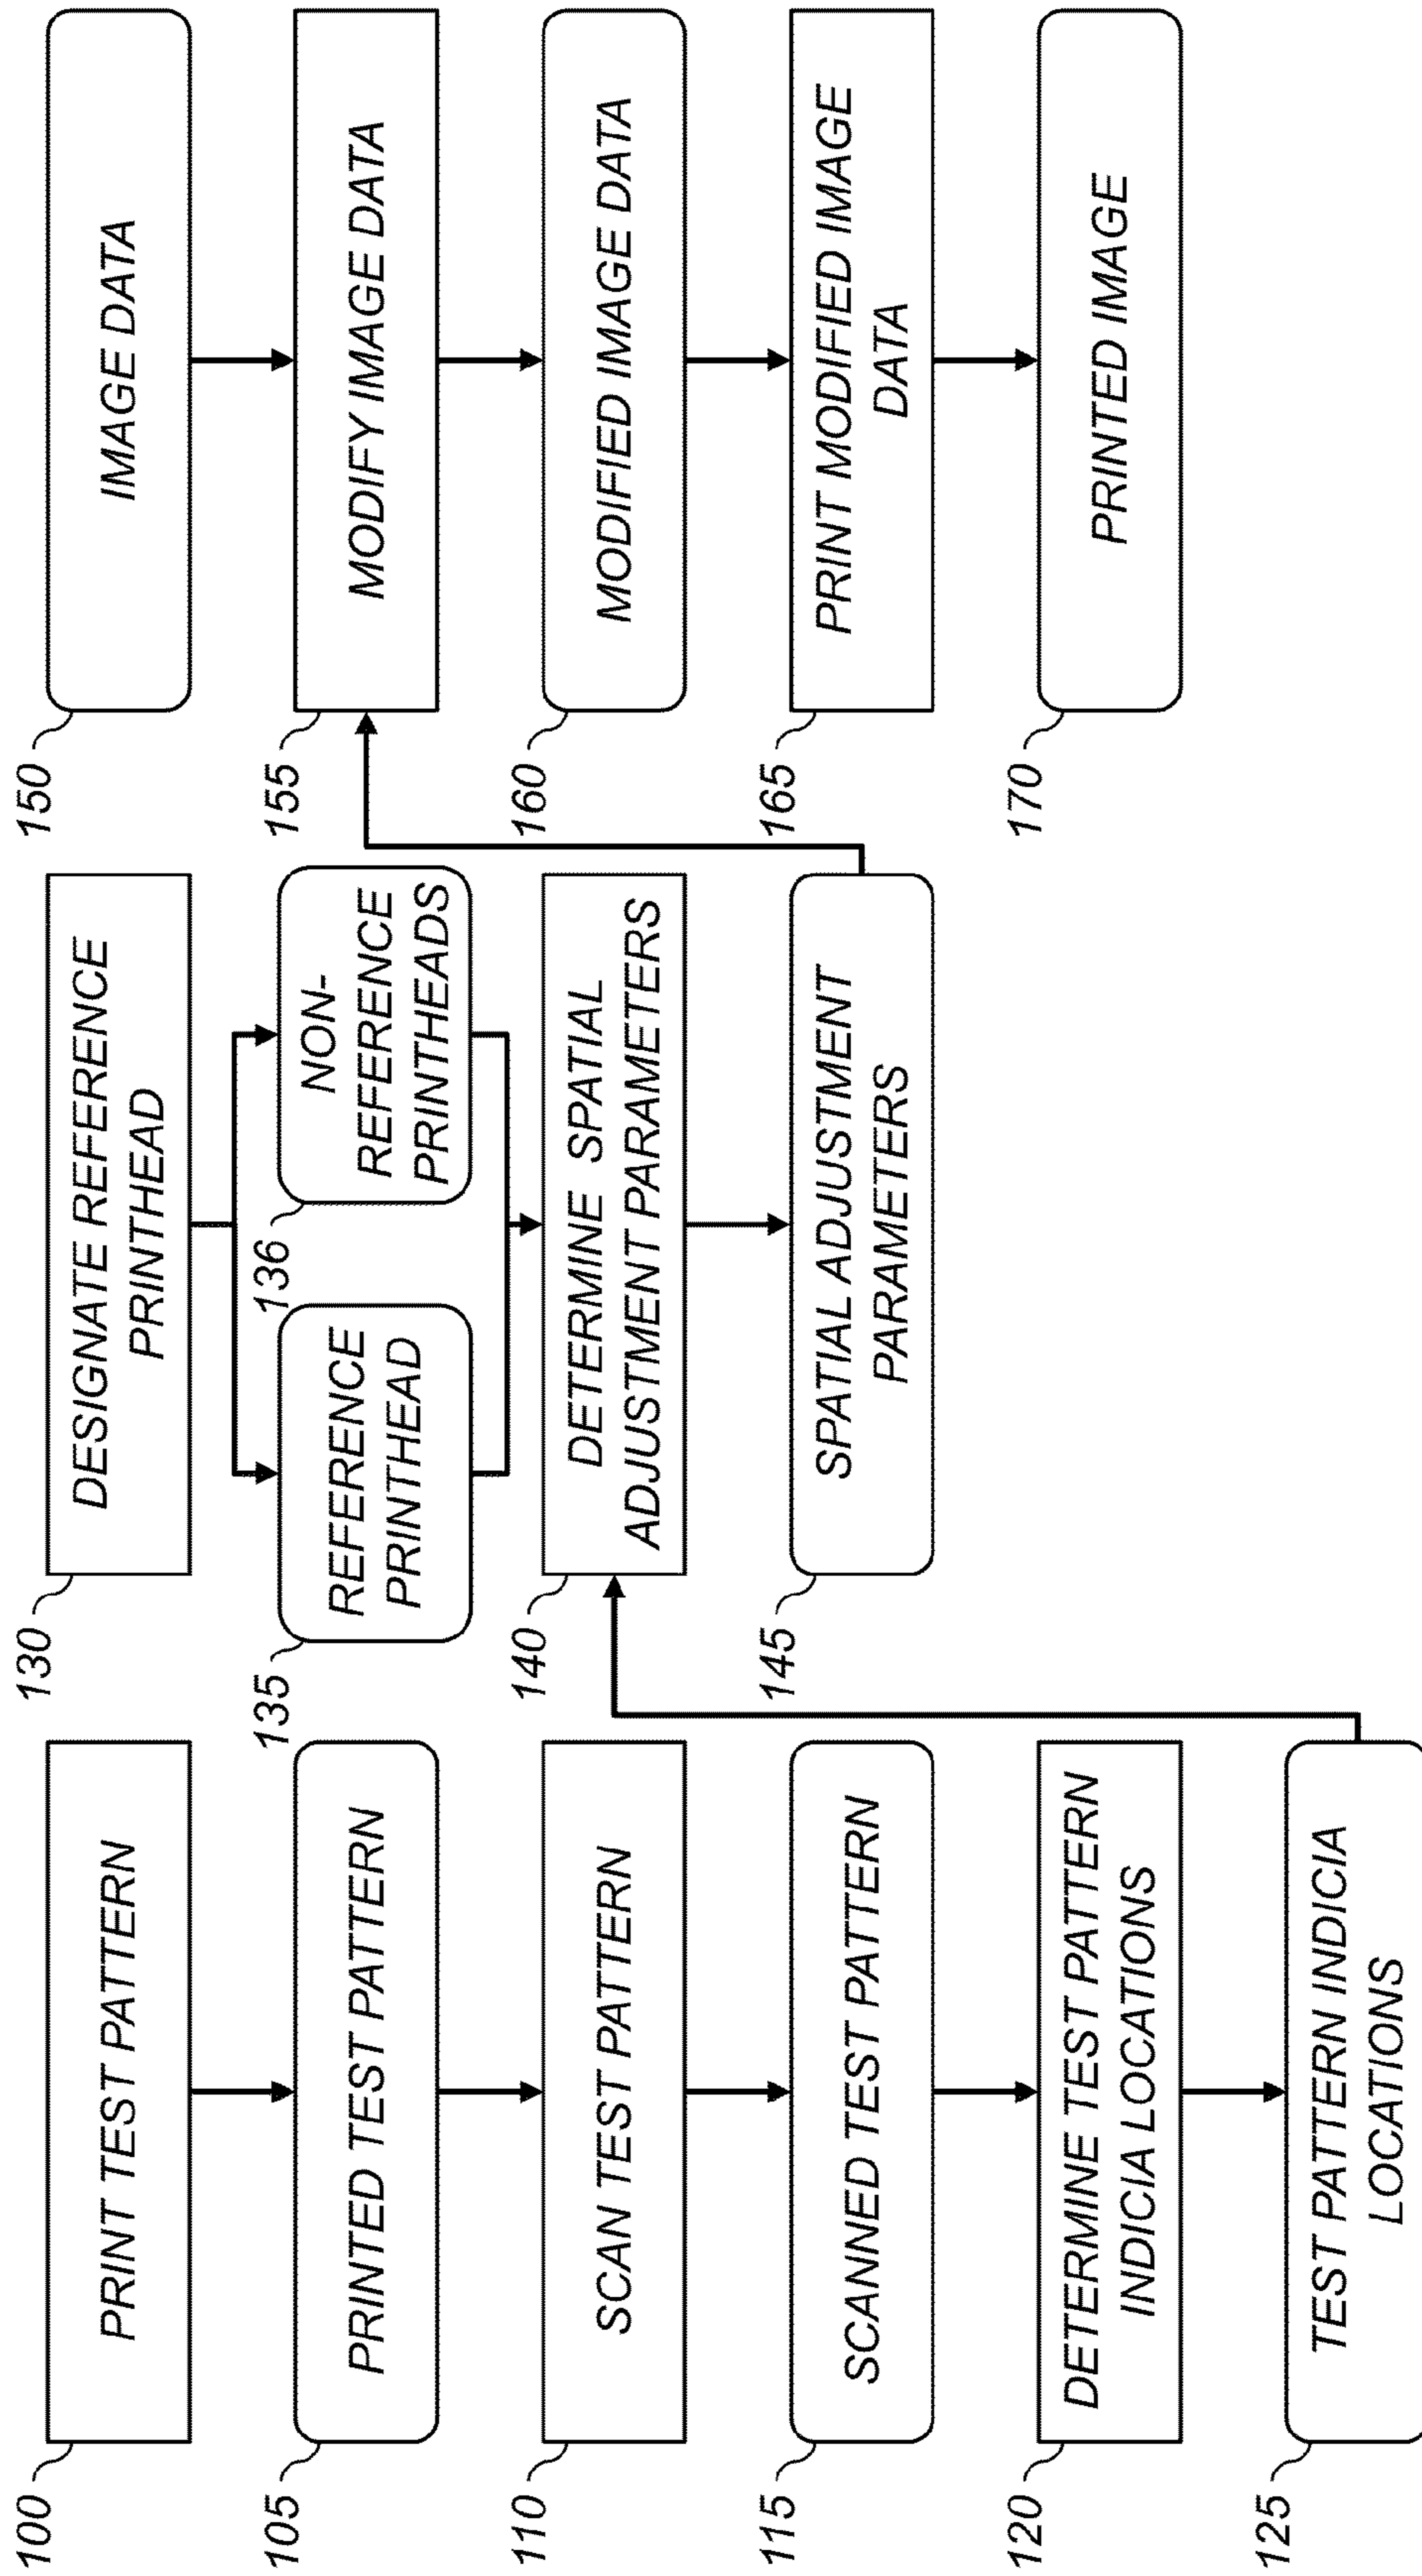 100
PRINT TEST PATTERN
105
PRINTED TEST PATTERN
110
SCAN TEST PATTERN
115
SCANNED TEST PATTERN
120
DETERMINE TEST PATTERN
INDICIA LOCATIONS
125
TEST PATTERN INDICIA
LOCATIONS
130
DESIGNATE REFERENCE
PRINTHEAD
135
REFERENCE
PRINTHEAD
136
NON-
REFERENCE
PRINTHEADS
140
DETERMINE SPATIAL
ADJUSTMENT PARAMETERS
145
SPATIAL ADJUSTMENT
PARAMETERS
150
IMAGE DATA
155
MODIFY IMAGE DATA
160
MODIFIED IMAGE DATA
165
PRINT MODIFIED IMAGE
DATA
170
PRINTED IMAGE